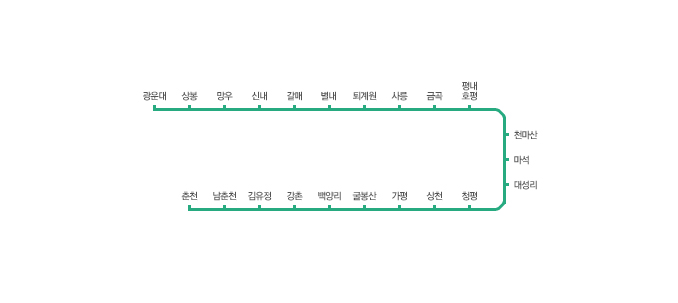 광운대 상봉 망우 신내 갈매 별내 퇴계원 사릉 금곡 평내
호평
천마산
마석
대성리
춘천 남춘천 김유정 강촌 백양리 굴봉산 가평 상천 청평